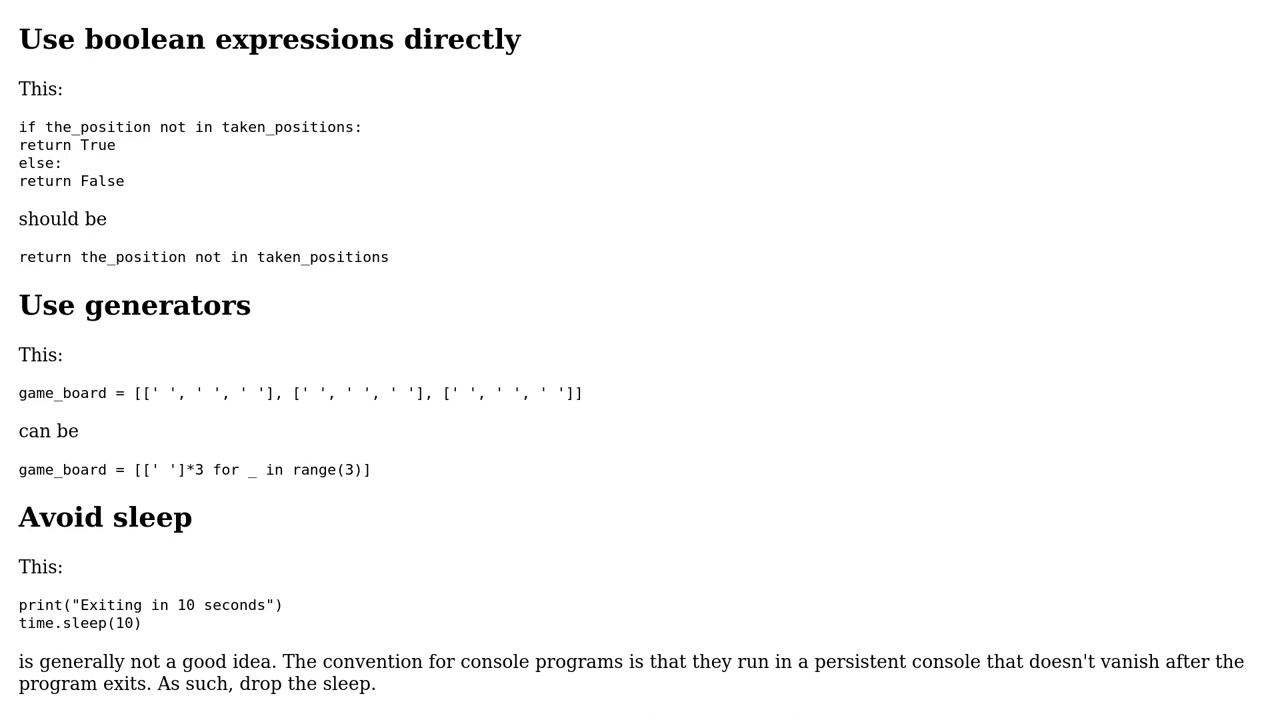 Use boolean expressions directly
This:
if the_position not in taken_positions:
return True
else:
return False
should be
return the_position not in taken_positions
Use generators
This:
game_board = [[' ', ' ', ' '], [' ', ' ', ' '], [' ', ' ', ' ']]
can be
game_board = [[' ']*3 for _ in range(3)]
Avoid sleep
This:
print("Exiting in 10 seconds")
time.sleep(10)
is generally not a good idea. The convention for console programs is that they run in a persistent console that doesn't vanish after the
program exits. As such, drop the sleep.